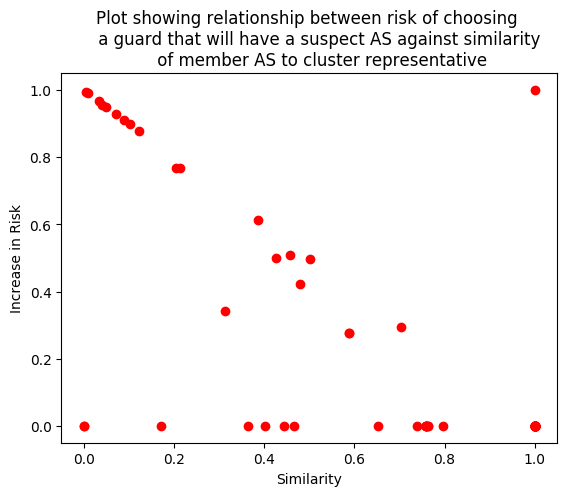 Plot showing relationship between risk of choosing
a guard that will have a suspect AS against similarity
of member AS to cluster representative
1.0
0.8
0.6
0.4
0.2
0.0
Increase in Risk
0.0 0.2 0.4 0.6 0.8 1.0
Similarity